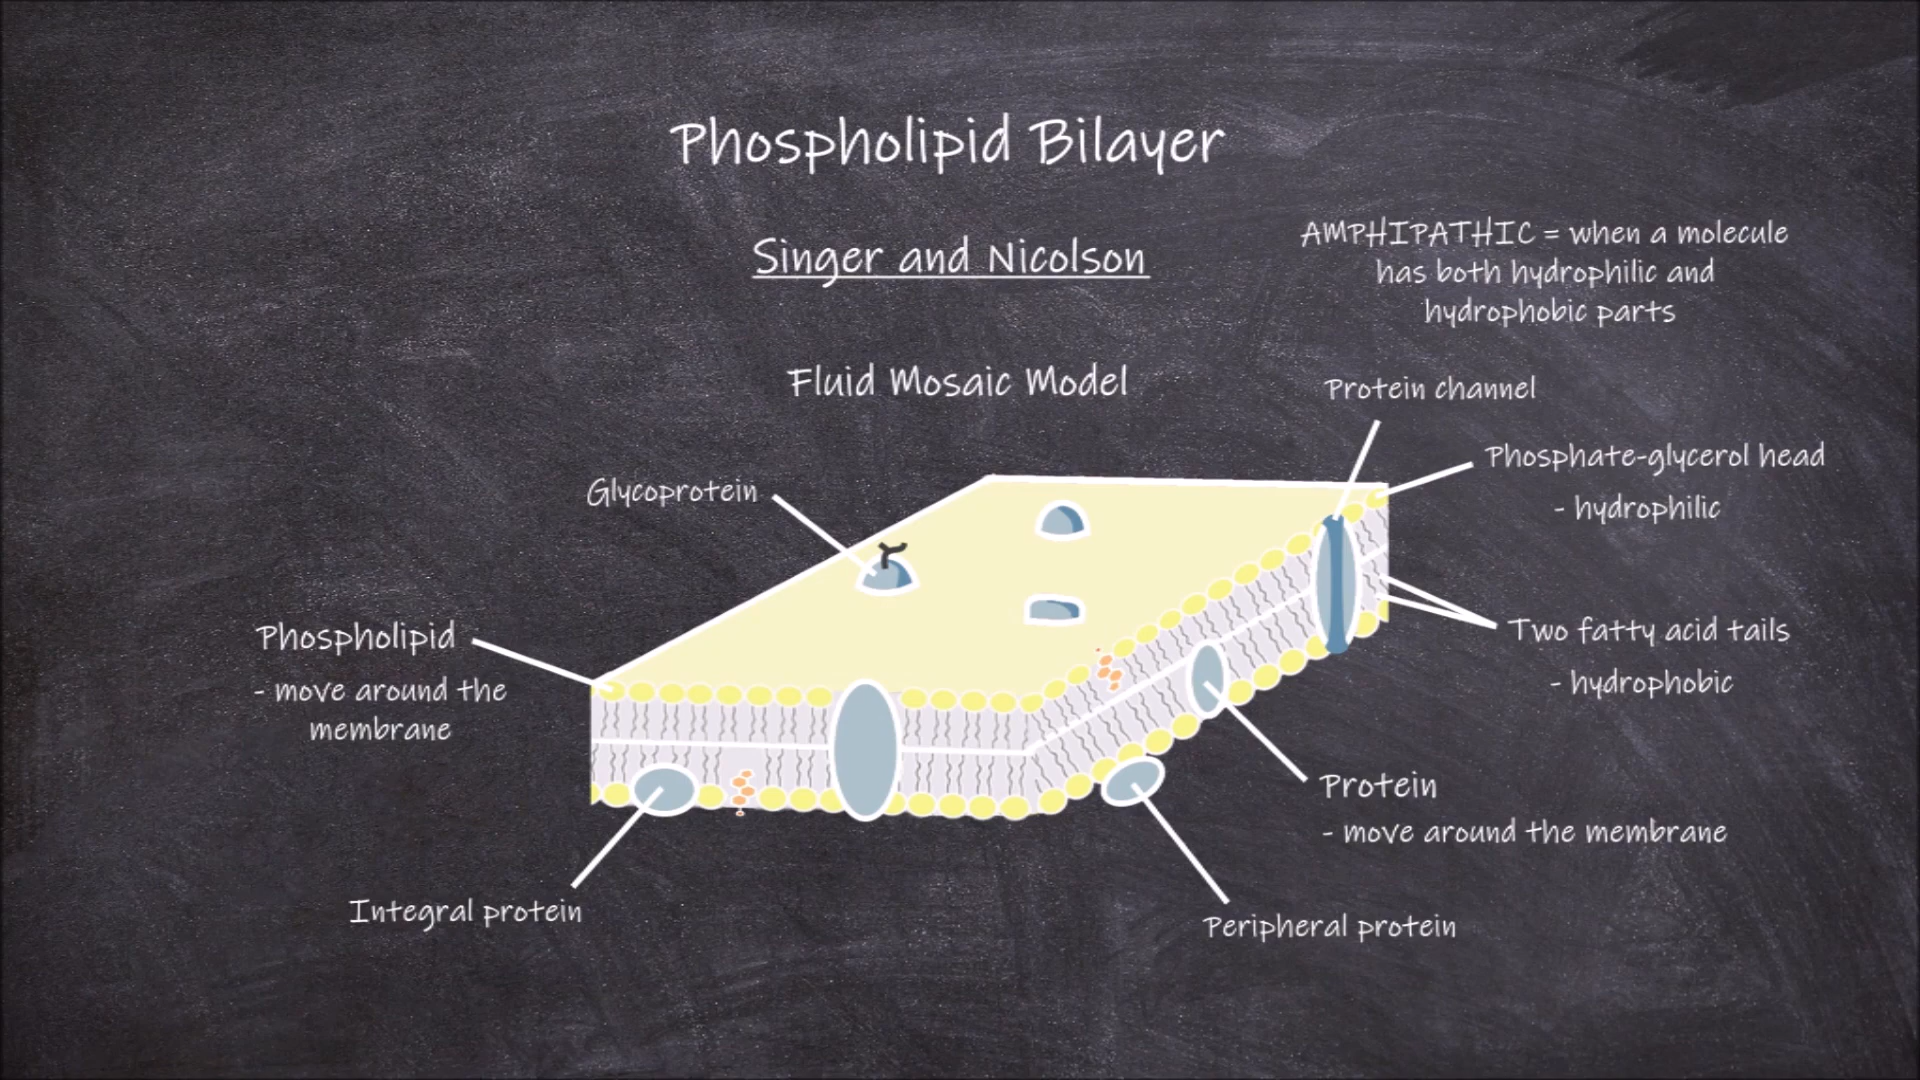 Phospholipid Bilayer
Singer and Nicolson
AMPHIPATHIC = when a molecule
has both hydrophilic and
hydrophobic parts
Fluid Mosaic Model
Protein channel
Phosphate-glycerol head
- hydrophilic
Glycoprotein
Two fatty acid tails
- hydrophobic
Phospholipid
- move around the
membrane
Protein
- move around the membrane
Integral protein
Peripheral protein